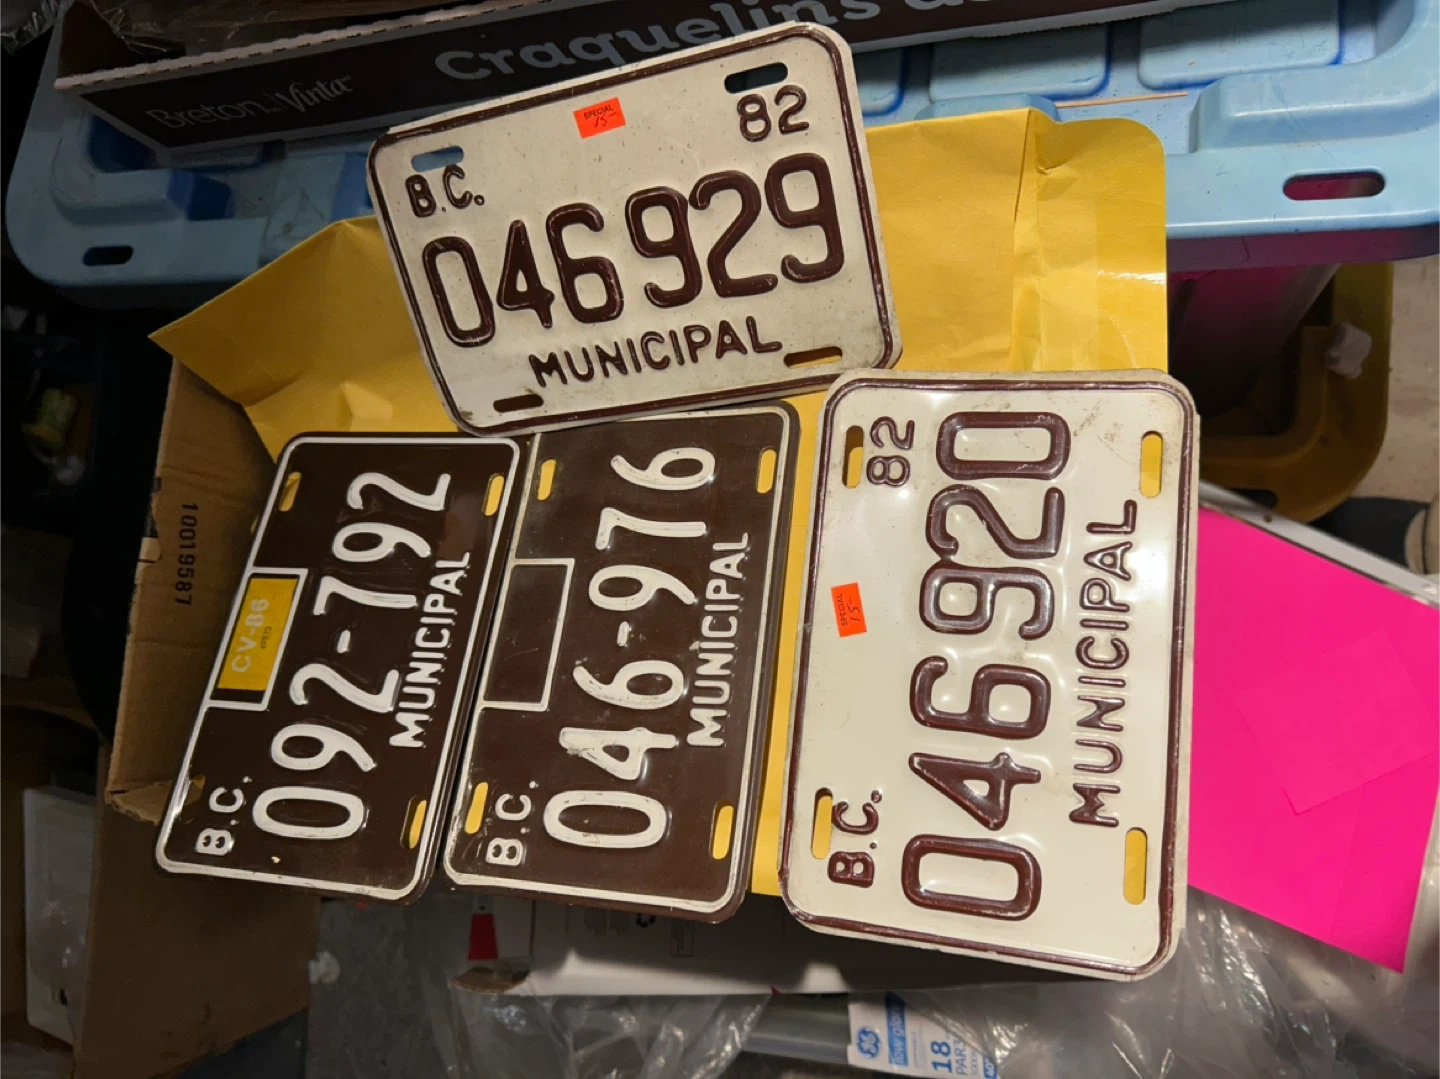 Craquelins
Breton Vinta
SPECIAL
15-
82
B.C.
046929
MUNICIPAL
CV-86
092-792
MUNICIPAL
B.C.
046-976
MUNICIPAL
B.C.
82
SPECIAL
15-
046920
MUNICIPAL
B.C.
10019587
GE
18